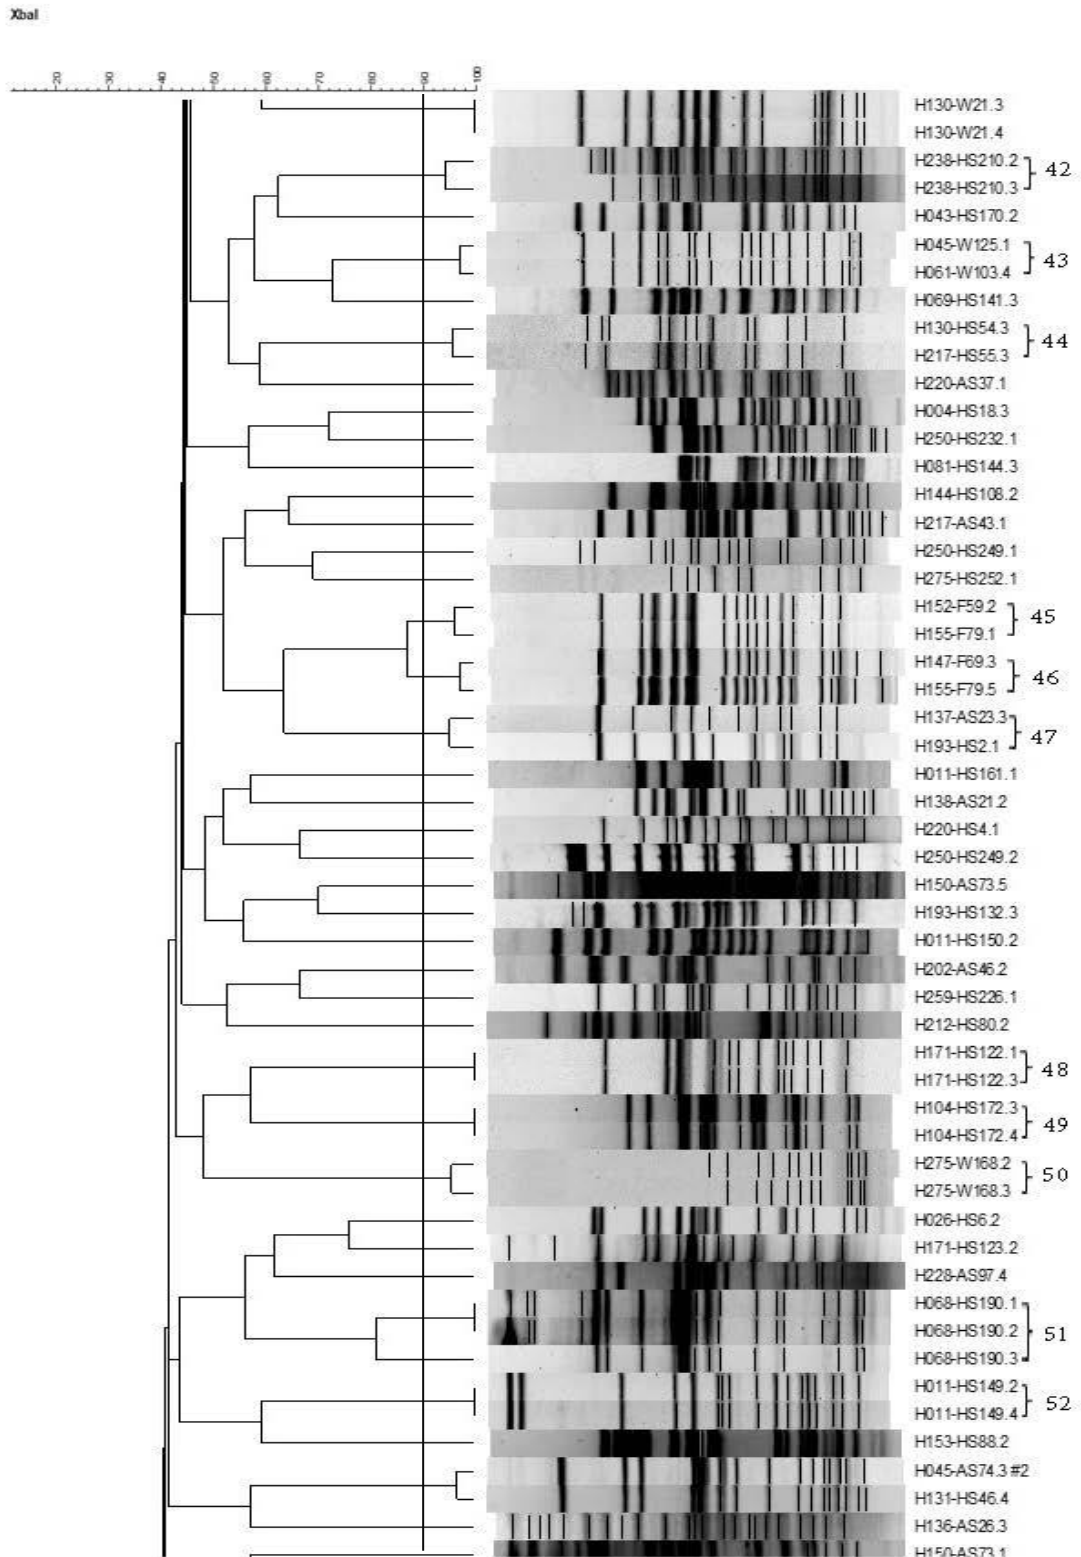 XbaI
20 30 40 50 60 70 80 90 100
H130-W21.3
H130-W21.4
H238-HS210.2
42
H238-HS210.3
H043-HS170.2
H045-W125.1
43
H061-W103.4
H069-HS141.3
H130-HS54.3
44
H217-HS55.3
H220-AS37.1
H004-HS18.3
H250-HS232.1
H081-HS144.3
H144-HS108.2
H217-AS43.1
H250-HS249.1
H275-HS252.1
H152-F59.2
45
H155-F79.1
H147-F69.3
46
H155-F79.5
H137-AS23.3
47
H193-HS2.1
H011-HS161.1
H138-AS21.2
H220-HS4.1
H250-HS249.2
H150-AS73.5
H193-HS132.3
H011-HS150.2
H202-AS46.2
H259-HS226.1
H212-HS80.2
H171-HS122.1
48
H171-HS122.3
H104-HS172.3
49
H104-HS172.4
H275-W168.2
50
H275-W168.3
H026-HS6.2
H171-HS123.2
H228-AS97.4
H068-HS190.1
H068-HS190.2
51
H068-HS190.3
H011-HS149.2
52
H011-HS149.4
H153-HS88.2
H045-AS74.3 #2
H131-HS46.4
H136-AS26.3
H150-AS73.1